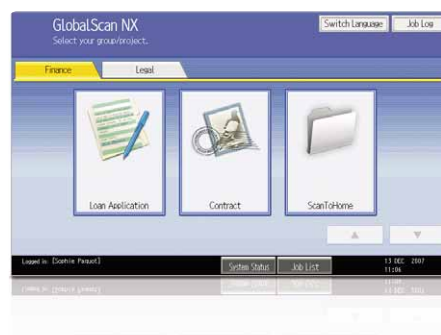 GlobalScan NX
Switch Language
Job Log
Select your group/project.
Finance
Legal
Loan Application
Contract
ScanToHome
Logged in: [Sophie Paquot]
System Status
Job List
13 DEC 2007
11:06